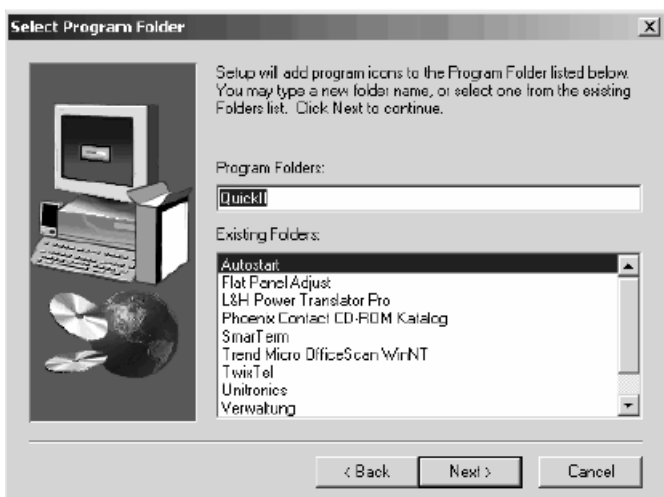 Select Program Folder
Setup will add program icons to the Program Folder listed below.
You may type a new folder name, or select one from the existing
Folders list. Click Next to continue.
Program Folders:
QuickII
Existing Folders:
Autostart
Flat Panel Adjust
L&H Power Translator Pro
Phoenix Contact CD-ROM Katalog
SmarTerm
Trend Micro OfficeScan WinNT
TwixTel
Unitronics
Verwaltung
< Back
Next >
Cancel